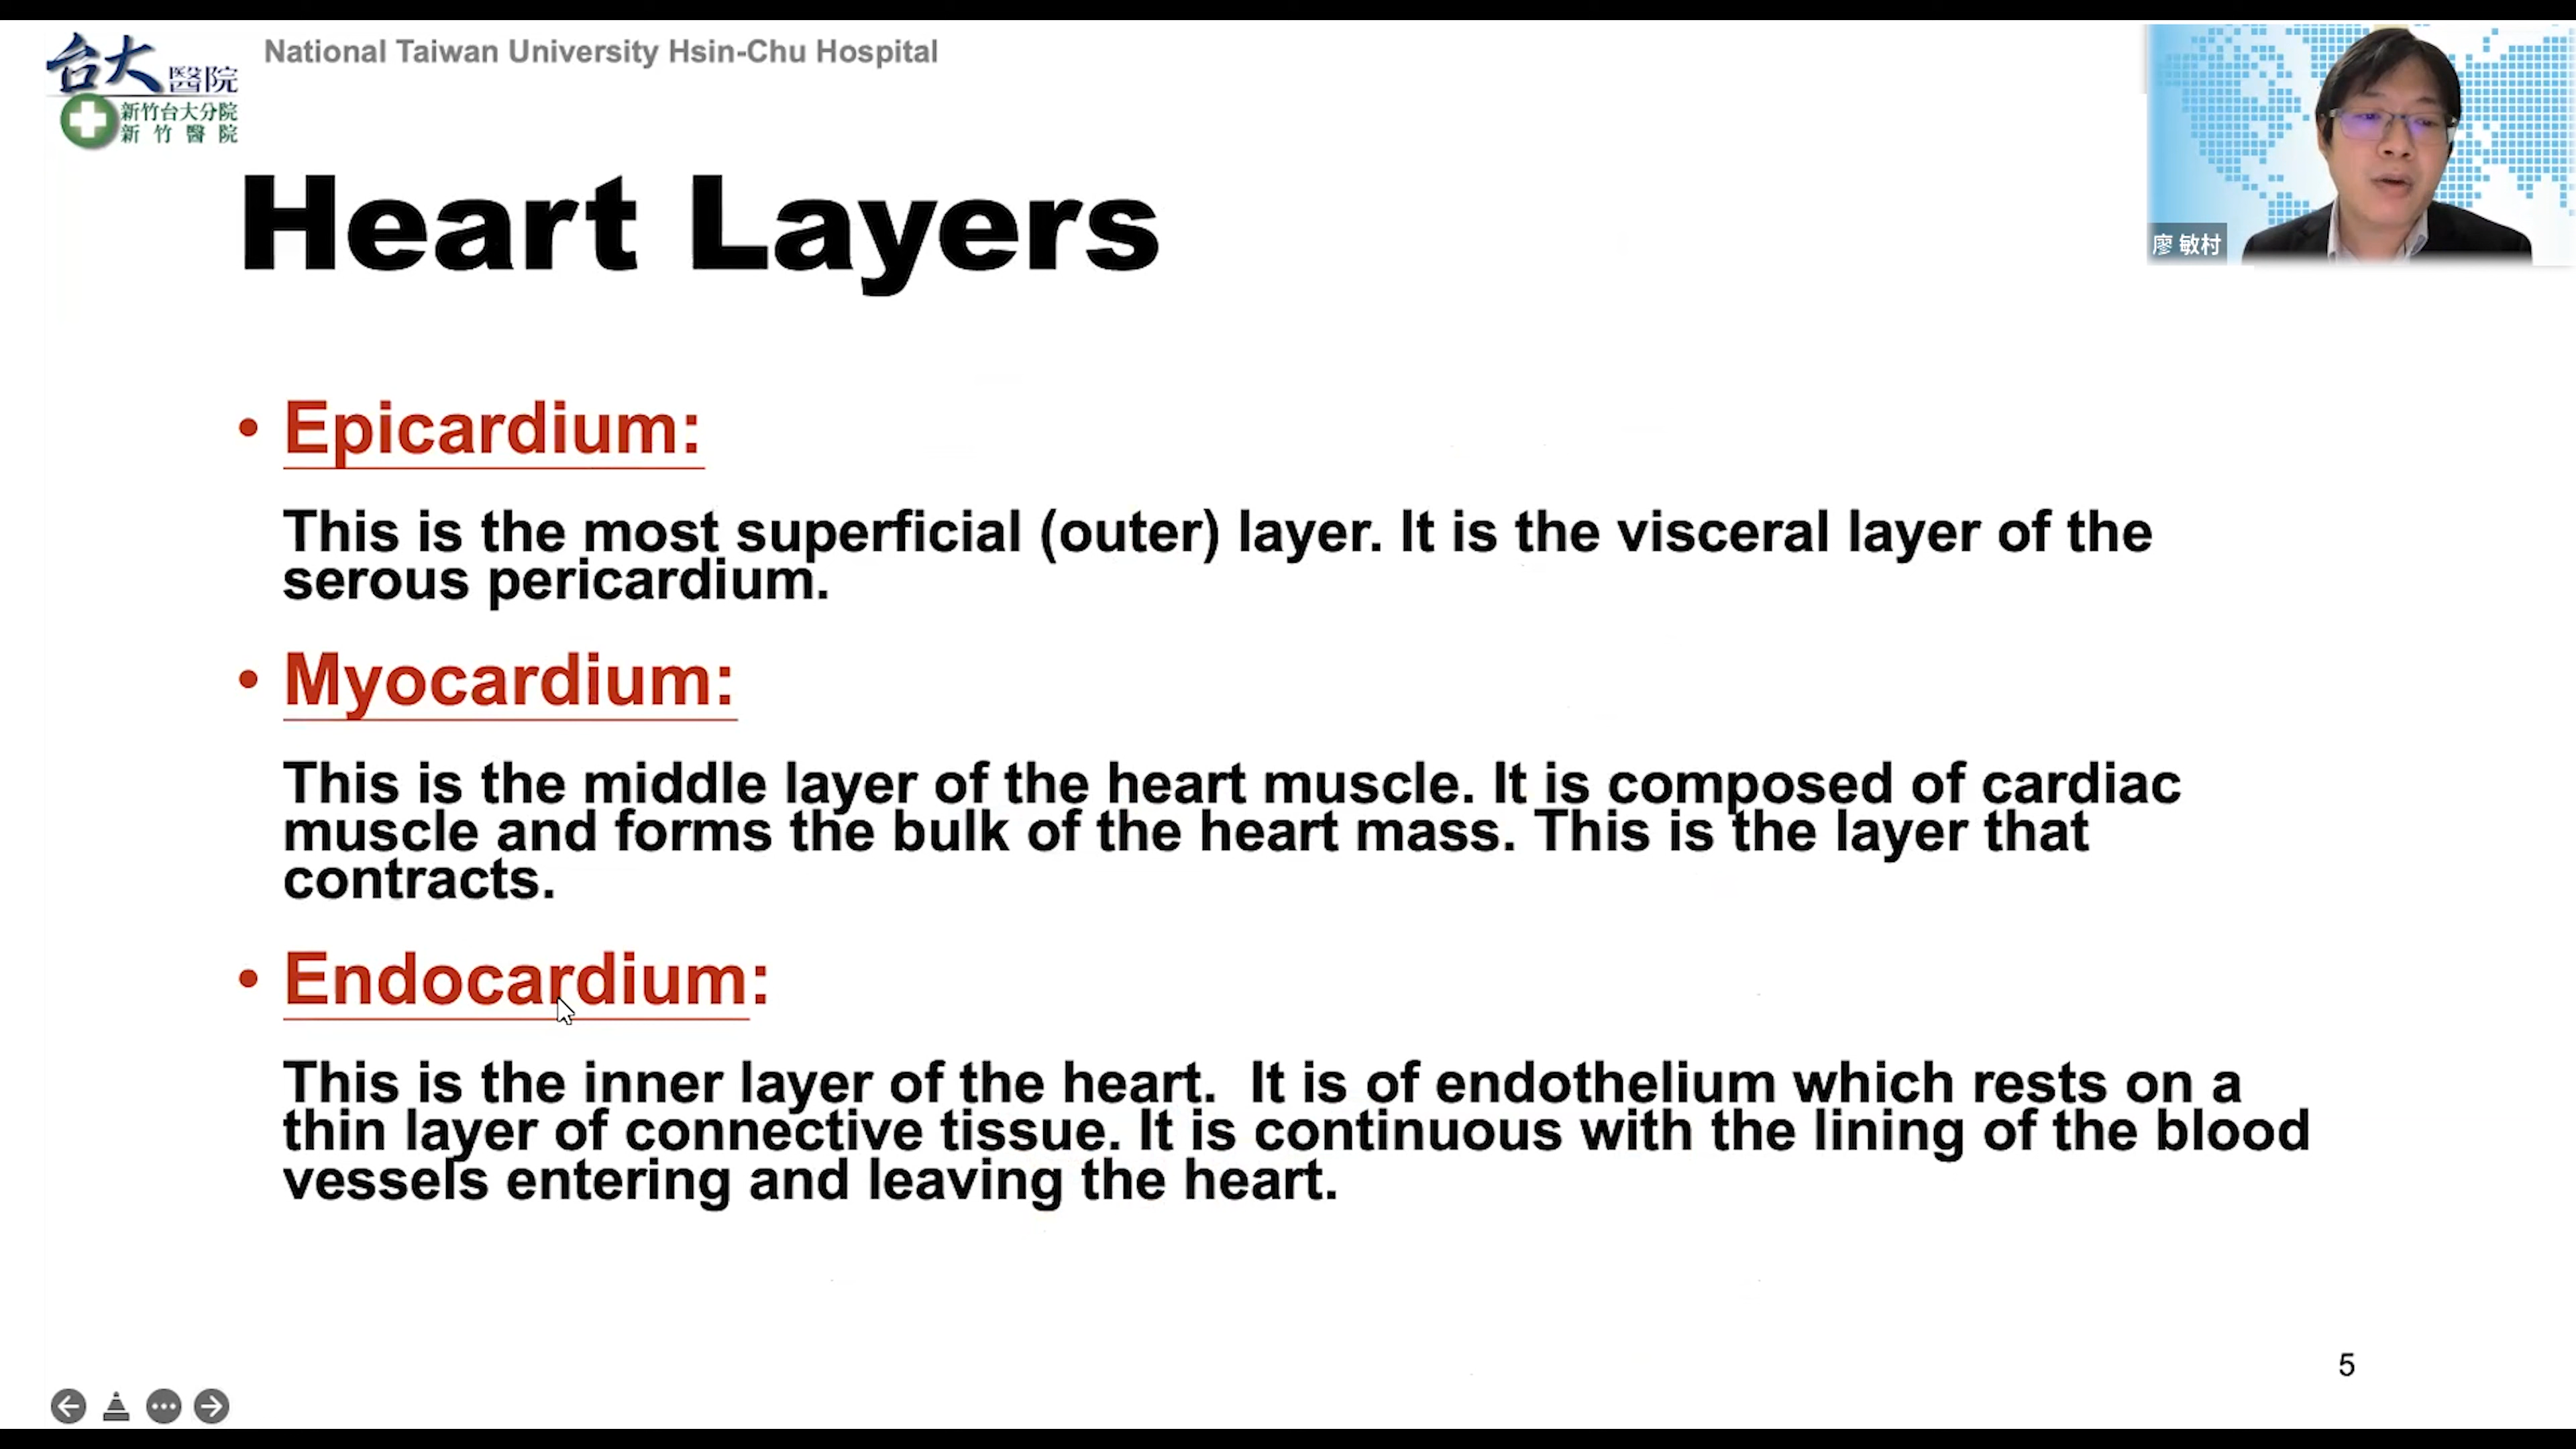 台大醫院
新竹台大分院
新竹醫院
National Taiwan University Hsin-Chu Hospital
廖 敏村
Heart Layers
• Epicardium:
This is the most superficial (outer) layer. It is the visceral layer of the
serous pericardium.
• Myocardium:
This is the middle layer of the heart muscle. It is composed of cardiac
muscle and forms the bulk of the heart mass. This is the layer that
contracts.
• Endocardium:
This is the inner layer of the heart.  It is of endothelium which rests on a
thin layer of connective tissue. It is continuous with the lining of the blood
vessels entering and leaving the heart.
5